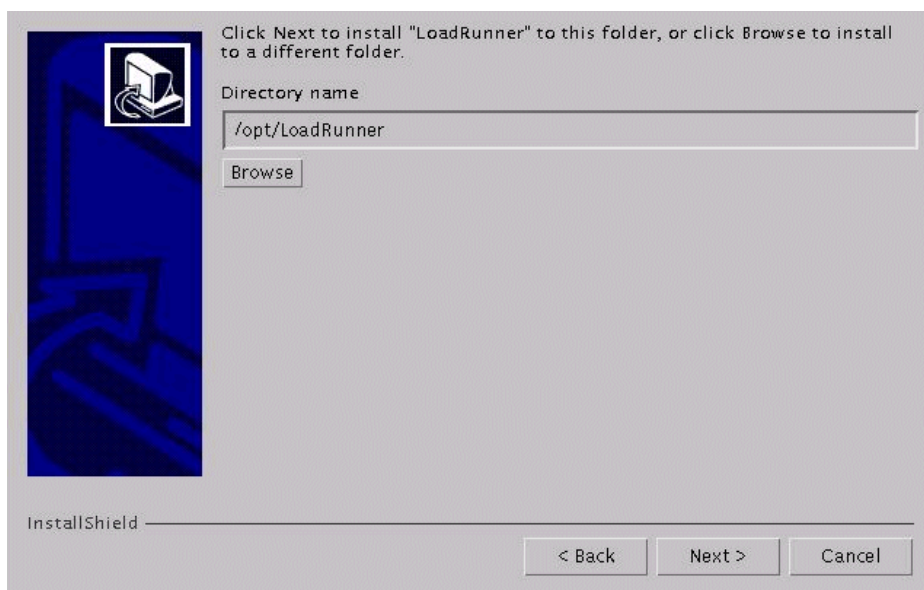 Click Next to install "LoadRunner" to this folder, or click Browse to install
to a different folder.
Directory name
/opt/LoadRunner
Browse
InstallShield
< Back Next > Cancel